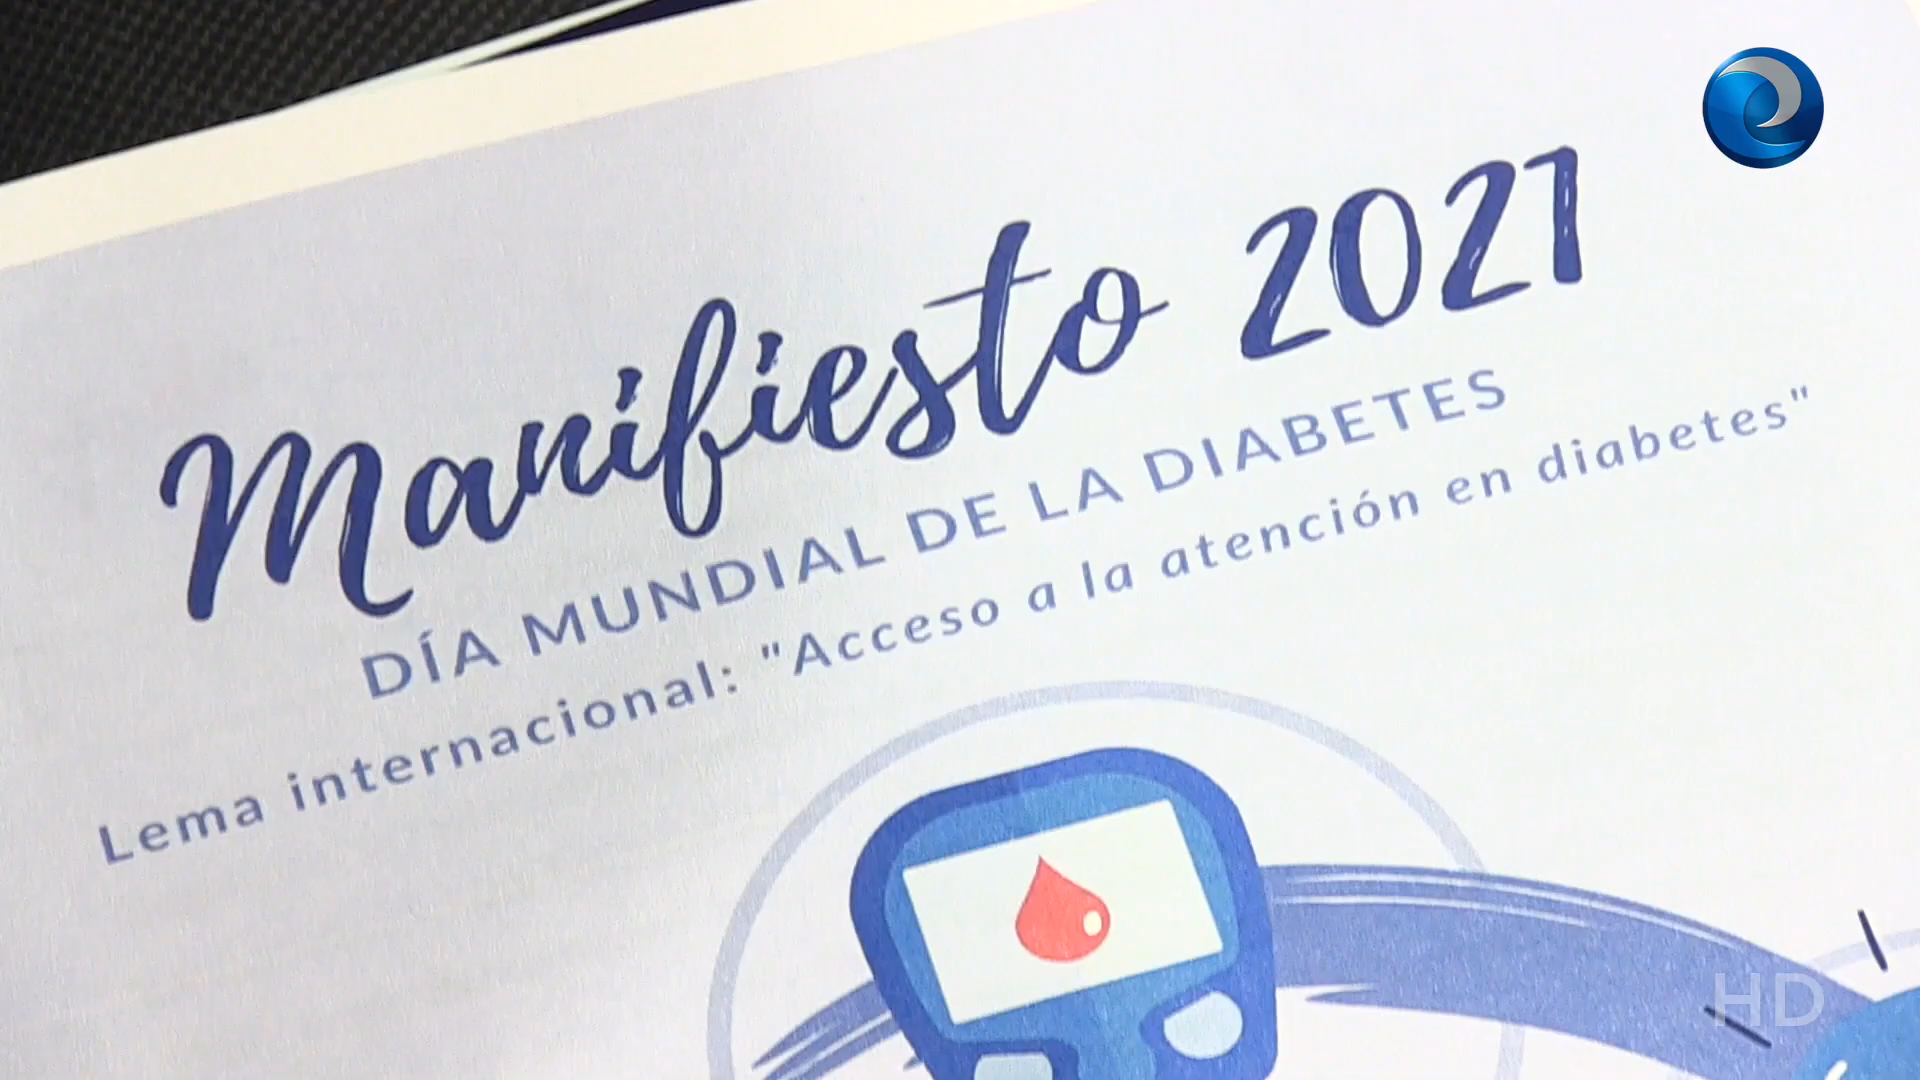 Manifiesto 2021
DÍA MUNDIAL DE LA DIABETES
Lema internacional: "Acceso a la atención en diabetes"
HD